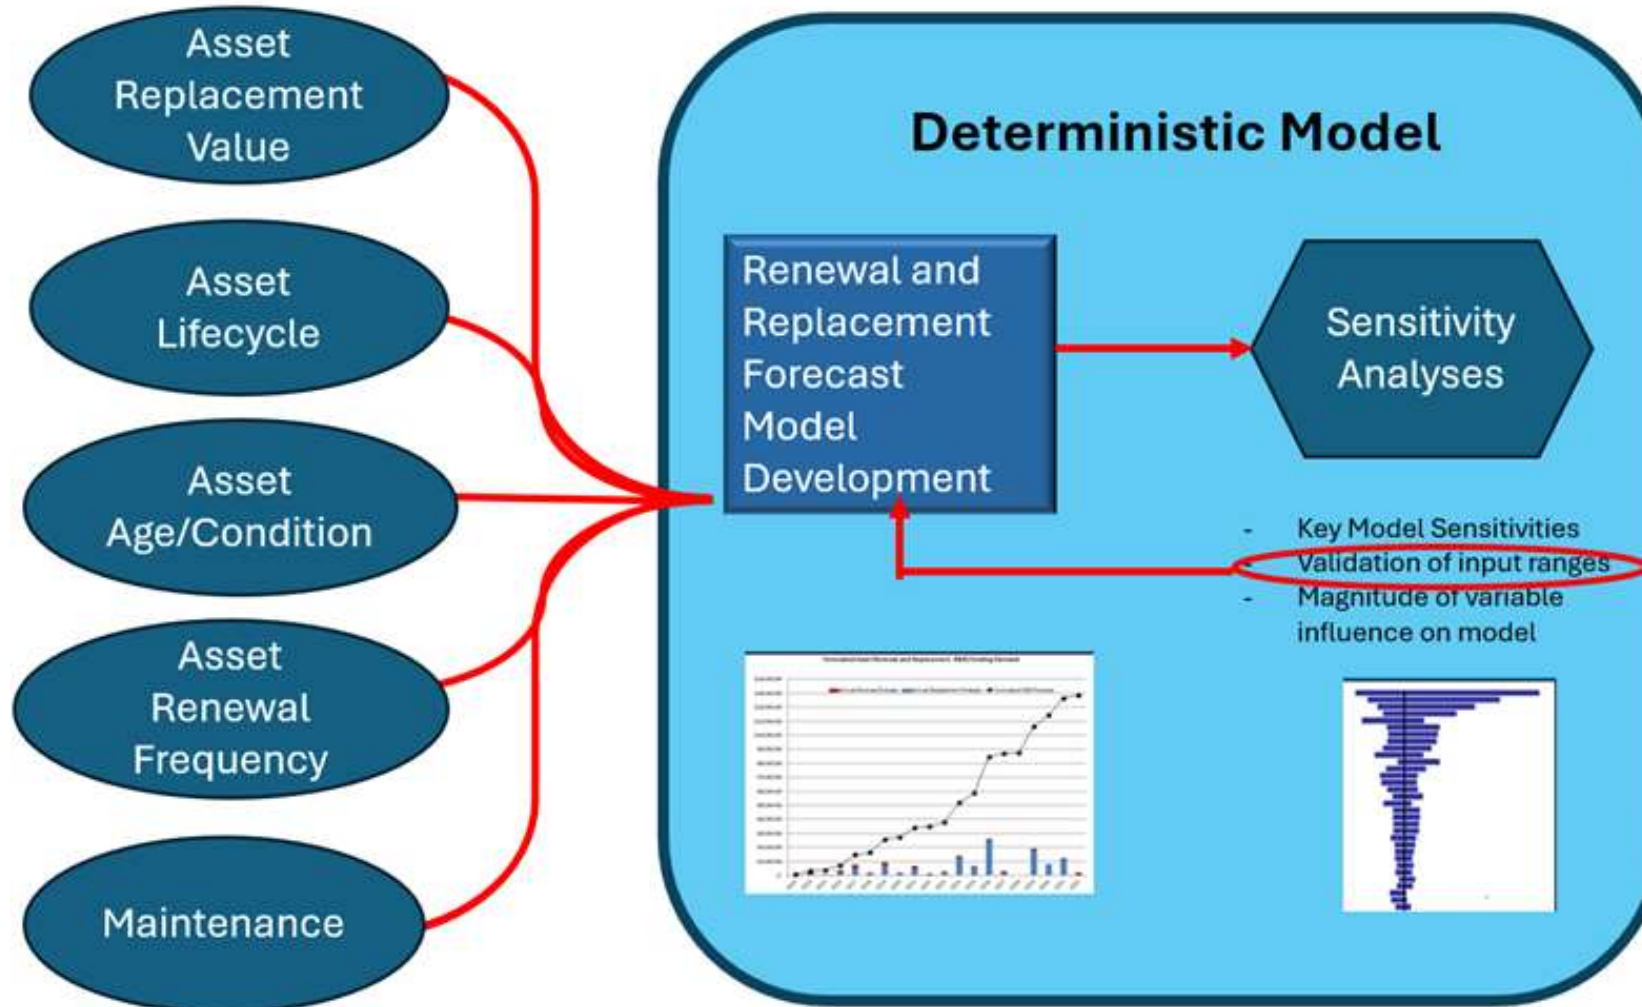 Asset
Replacement
Value
Asset
Lifecycle
Asset
Age/Condition
Asset
Renewal
Frequency
Maintenance
Deterministic Model
Renewal and
Replacement
Forecast
Model
Development
Sensitivity
Analyses
- Key Model Sensitivities
- Validation of input ranges
- Magnitude of variable
influence on model